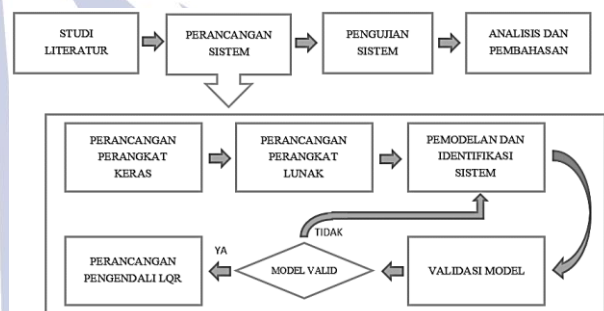 STUDI
LITERATUR
PERANCANGAN
SISTEM
PENGUJIAN
SISTEM
ANALISIS DAN
PEMBAHASAN
PERANCANGAN
PERANGKAT
KERAS
PERANCANGAN
PERANGKAT
LUNAK
PEMODELAN DAN
IDENTIFIKASI
SISTEM
VALIDASI MODEL
MODEL VALID
TIDAK
YA
PERANCANGAN
PENGENDALI LQR